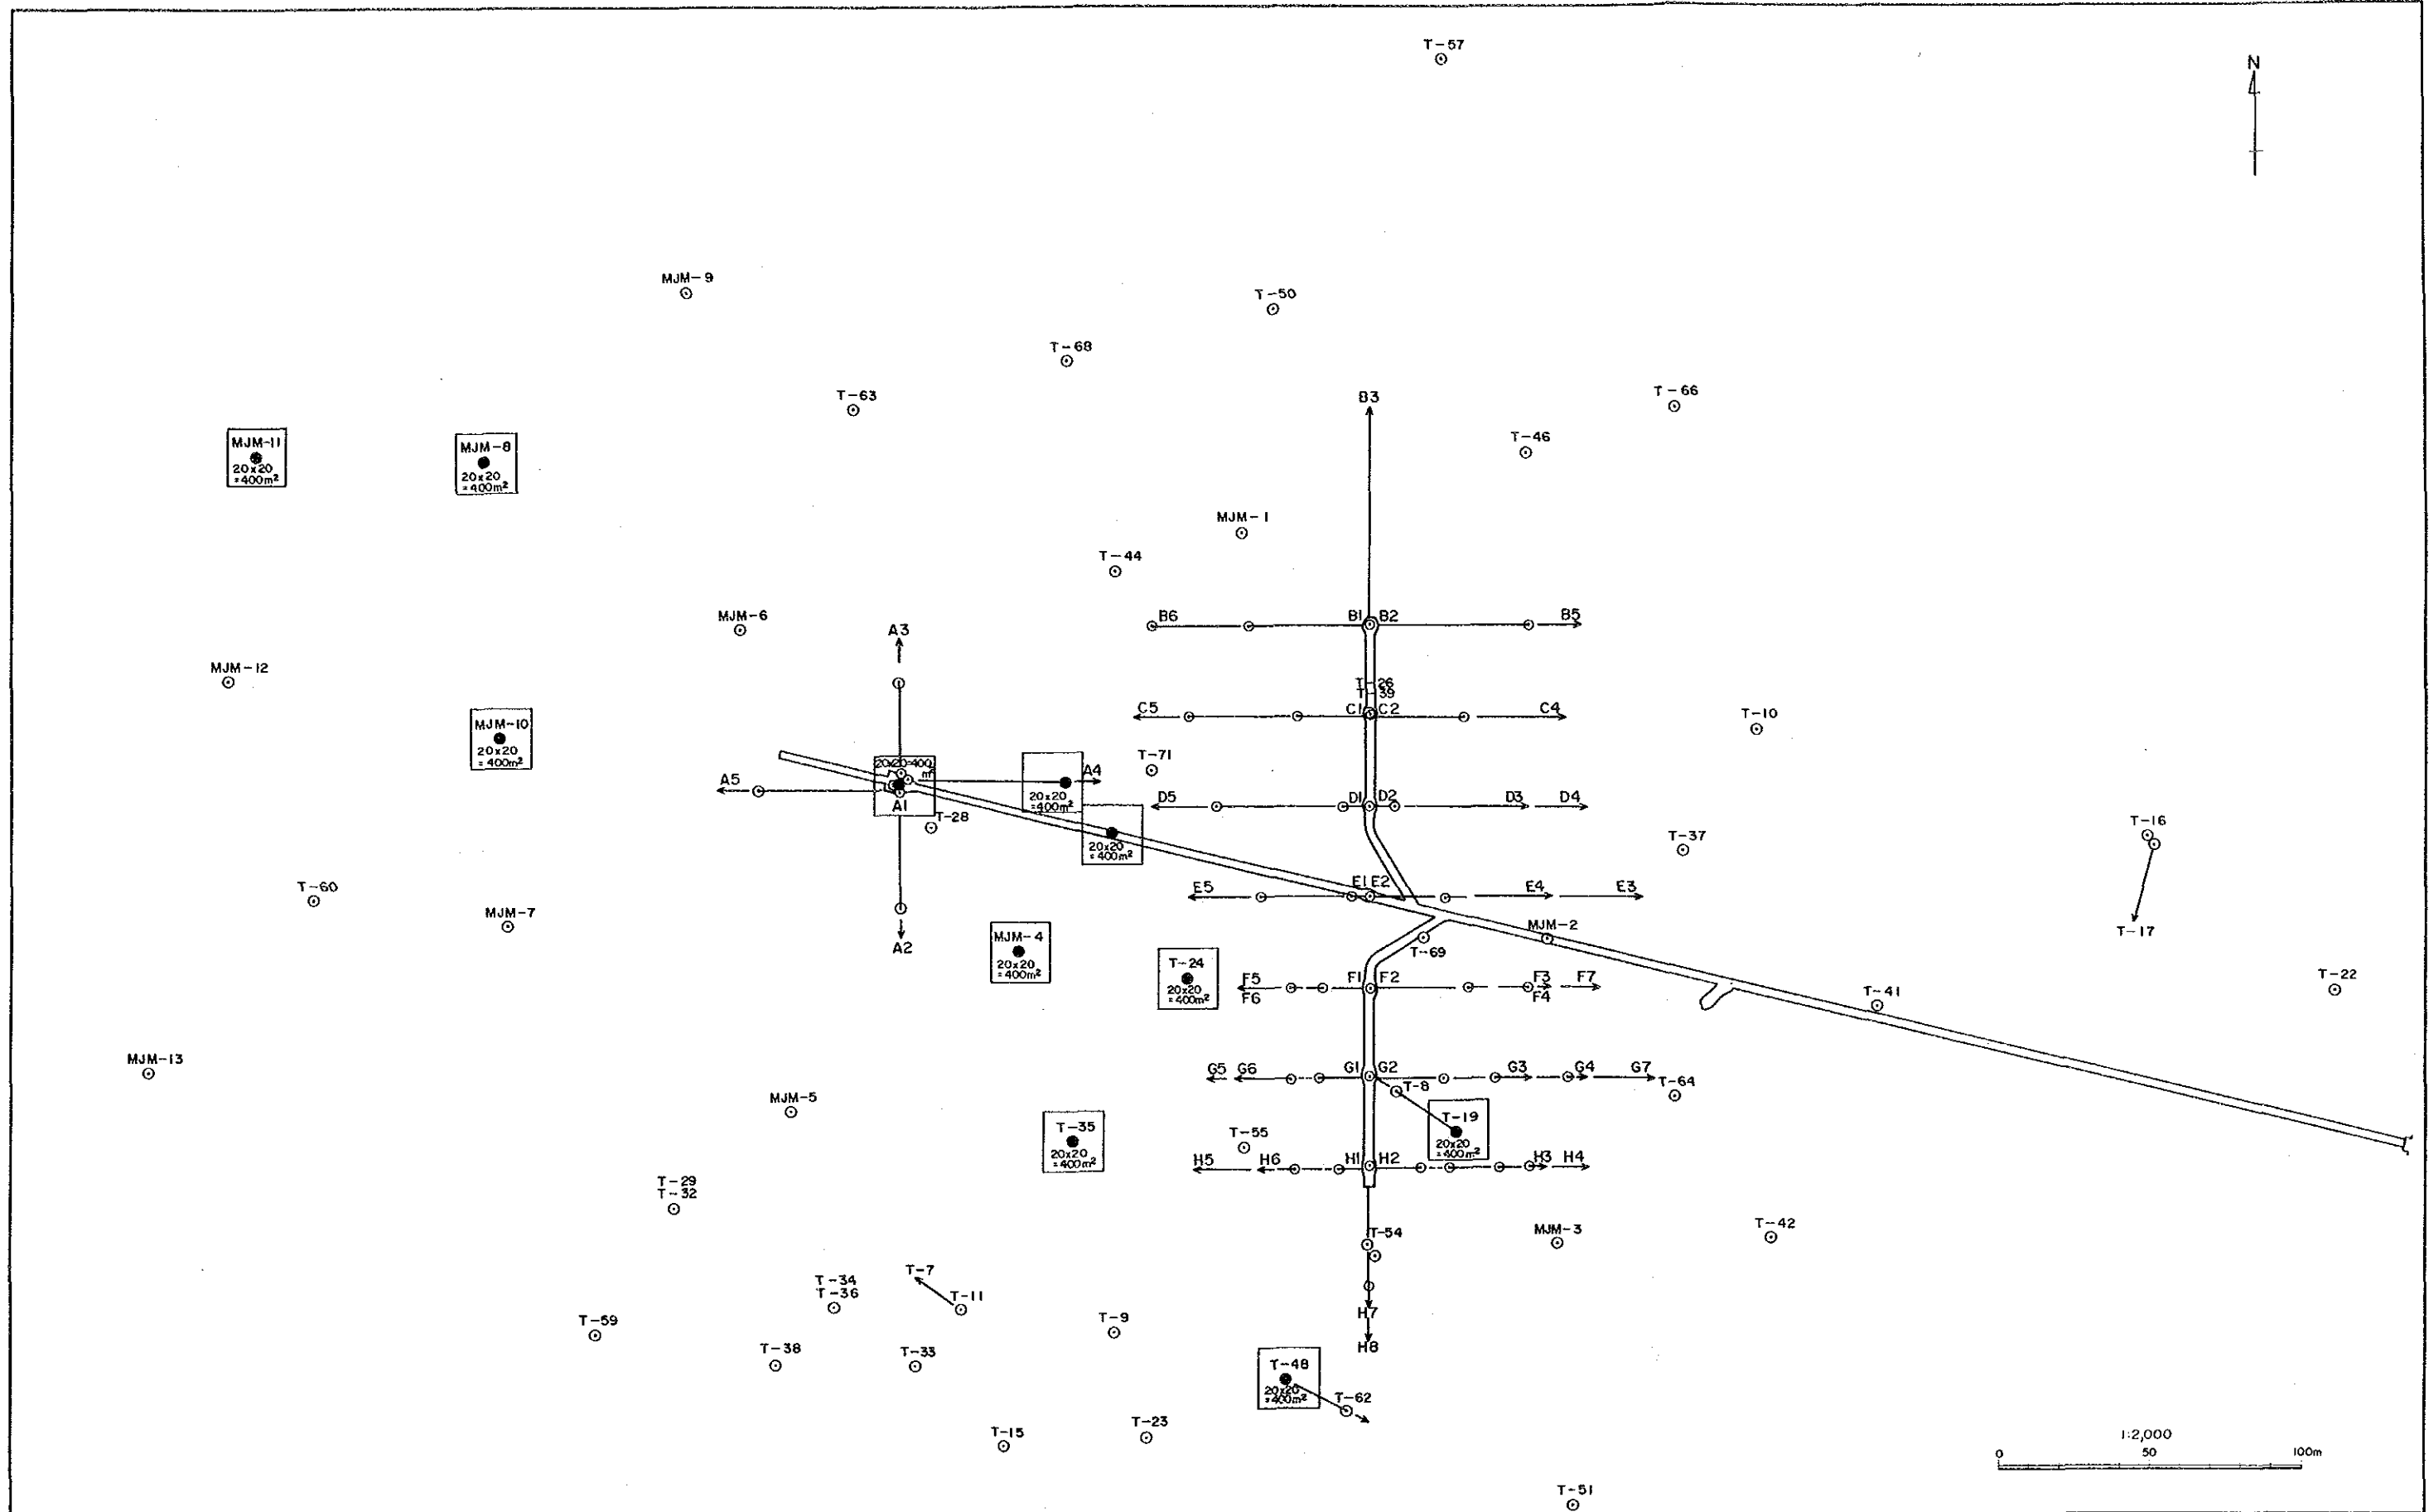 T-57
N
MJM-9
T-50
T-68
T-63
T-66
B3
MJM-11
20x20
=400m²
MJM-8
20x20
=400m²
T-46
MJM-1
T-44
B6
B1
B2
B5
MJM-6
A3
MJM-12
T-26
T-39
C5
C1
C2
C4
MJM-10
20x20
=400m²
T-10
20x20=400
m²
T-71
A5
A4
20x20
=400m²
A1
D5
D1
D2
D3
D4
T-28
T-16
T-37
20x20
=400m²
T-60
E5
E1
E2
E4
E3
MJM-7
MJM-2
T-17
A2
MJM-4
20x20
=400m²
T-69
T-24
20x20
=400m²
F5
F6
F1
F2
F3
F4
F7
T-22
T-41
MJM-13
G5
G6
G1
G2
G3
G4
G7
T-8
T-64
MJM-5
T-35
20x20
=400m²
T-19
20x20
=400m²
T-55
H5
H6
H1
H2
H3
H4
T-29
T-32
T-54
MJM-3
T-42
T-7
T-34
T-36
T-11
H7
T-59
T-9
T-38
T-33
H8
T-48
20x20
=400m²
T-62
T-15
T-23
1:2,000
0
50
100m
T-51